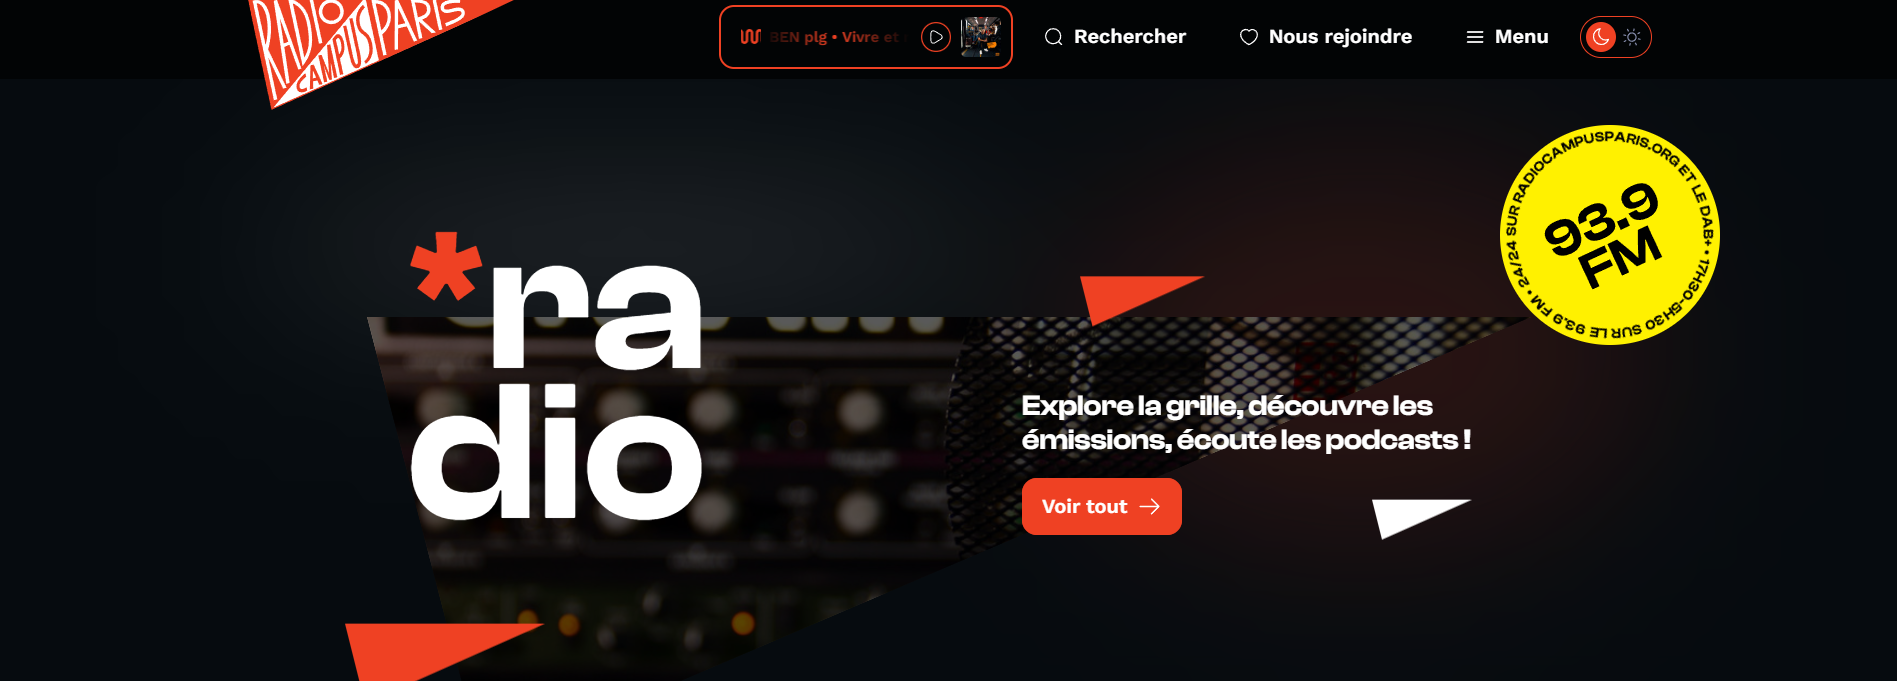 RADIO
CAMPUS PARIS
BEN plg • Vivre et
Rechercher
Nous rejoindre
Menu
24/24 SUR RADIOCAMPUSPARIS.ORG ET LE DAB+ • 17H30-5H30 SUR LE 93.9 FM •
93.9
FM
*ra
dio
Explore la grille, découvre les
émissions, écoute les podcasts !
Voir tout